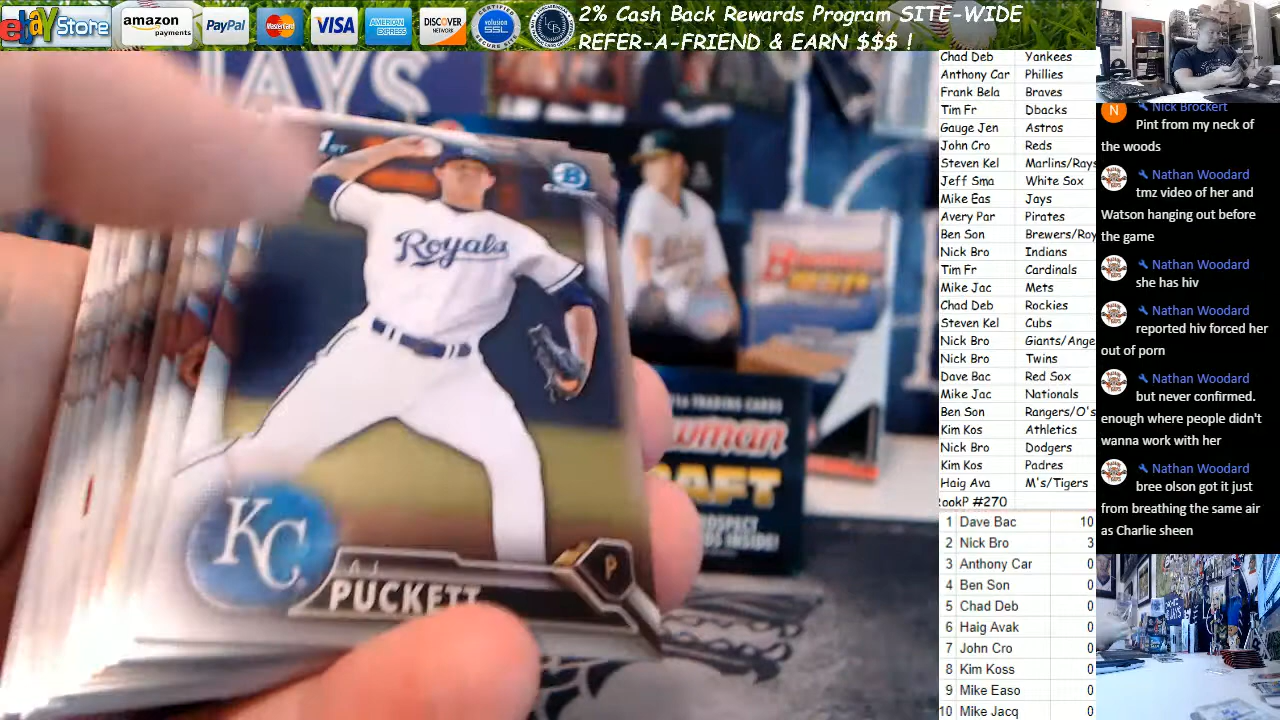 ebay Store
amazon
payments
PayPal
MasterCard
VISA
AMERICAN
EXPRESS
DISCOVER
NETWORK
SSL
2% Cash Back Rewards Program SITE-WIDE
REFER-A-FRIEND & EARN $$$ !
Chad Deb Yankees
Anthony Car Phillies
Frank Bela Braves
Tim Fr Dbacks
Gauge Jen Astros
John Cro Reds
Steven Kel Marlins/Rays
Jeff Sma White Sox
Mike Eas Jays
Avery Par Pirates
Ben Son Brewers/Roy
Nick Bro Indians
Tim Fr Cardinals
Mike Jac Mets
Chad Deb Rockies
Steven Kel Cubs
Nick Bro Giants/Ange
Nick Bro Twins
Dave Bac Red Sox
Mike Jac Nationals
Ben Son Rangers/O's
Kim Kos Athletics
Nick Bro Dodgers
Kim Kos Padres
Haig Ava M's/Tigers
RookP #270
1 Dave Bac 10
2 Nick Bro 3
3 Anthony Car 0
4 Ben Son 0
5 Chad Deb 0
6 Haig Avak 0
7 John Cro 0
8 Kim Koss 0
9 Mike Easo 0
10 Mike Jacq 0
N Nick Brockert
Pint from my neck of
the woods
Nathan Woodard
tmz video of her and
Watson hanging out before
the game
Nathan Woodard
she has hiv
Nathan Woodard
reported hiv forced her
out of porn
Nathan Woodard
but never confirmed.
enough where people didn't
wanna work with her
Nathan Woodard
bree olson got it just
from breathing the same air
as Charlie sheen
1ST
Royals
KC
A.J.
PUCKETT
P
TRADING CARDS